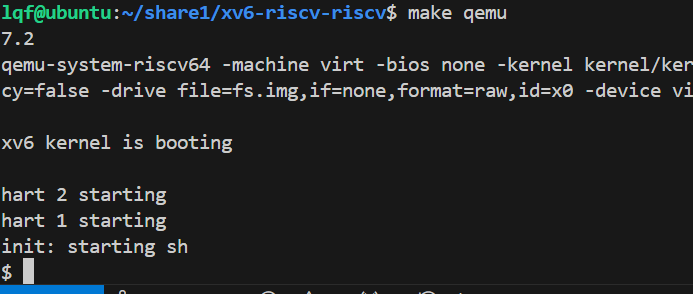 lqf@ubuntu:~/share1/xv6-riscv-riscv$ make qemu
7.2
qemu-system-riscv64 -machine virt -bios none -kernel kernel/ker
cy=false -drive file=fs.img,if=none,format=raw,id=x0 -device vi
xv6 kernel is booting
hart 2 starting
hart 1 starting
init: starting sh
$